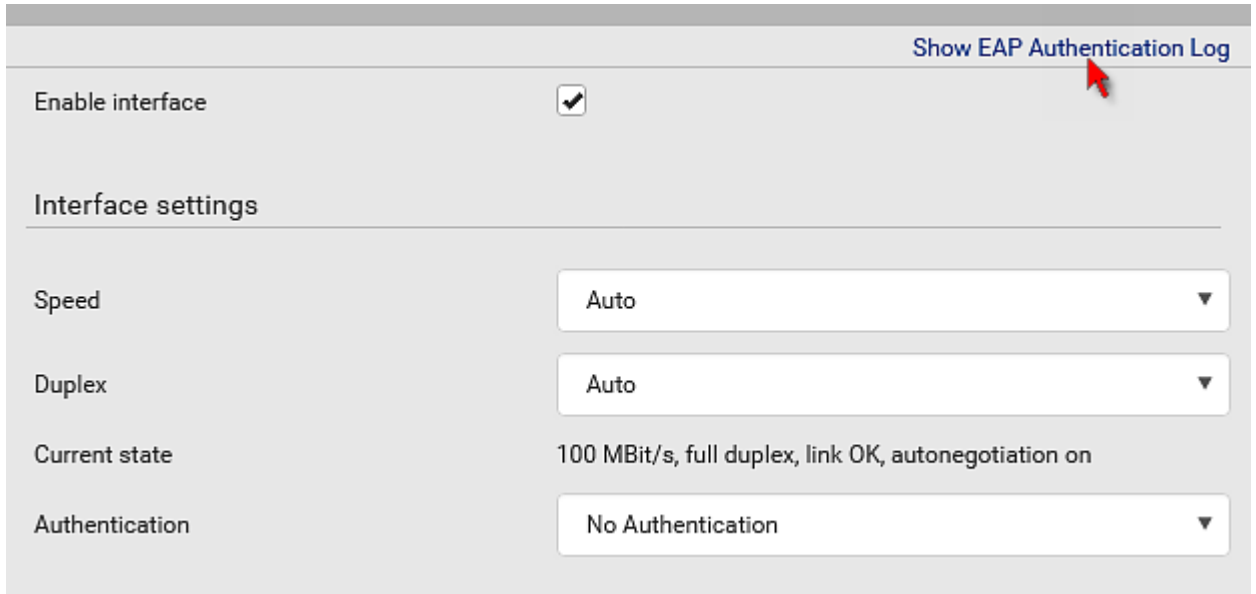 Show EAP Authentication Log
Enable interface
Interface settings
Speed Auto
Duplex Auto
Current state 100 MBit/s, full duplex, link OK, autonegotiation on
Authentication No Authentication